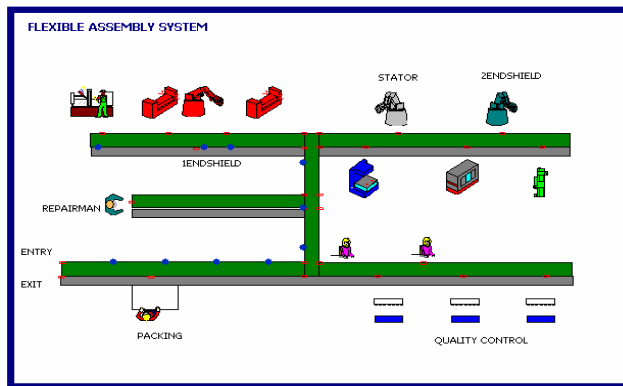 FLEXIBLE ASSEMBLY SYSTEM
STATOR
2ENDSHIELD
1ENDSHIELD
REPAIRMAN
ENTRY
EXIT
PACKING
QUALITY CONTROL